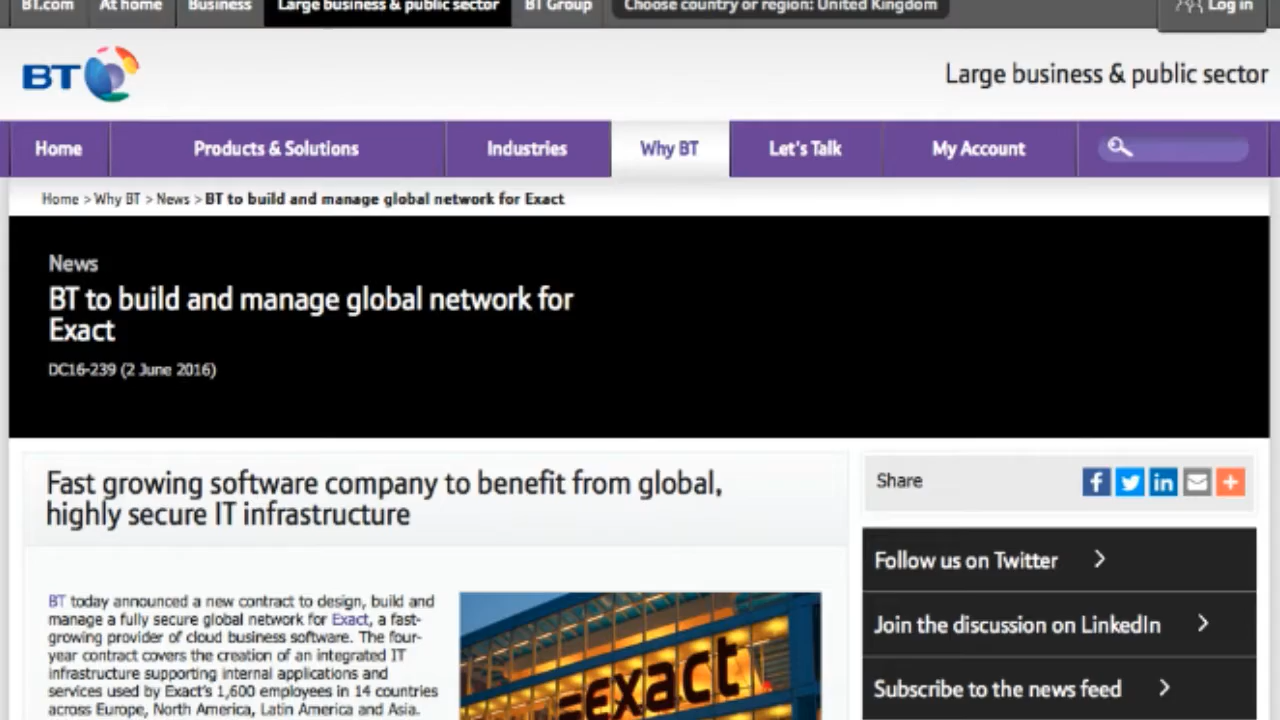 BT.com At home Business Large business & public sector BT Group Choose country or region: United Kingdom Log in
BT Large business & public sector
Home Products & Solutions Industries Why BT Let's Talk My Account
Home > Why BT > News > BT to build and manage global network for Exact
News
BT to build and manage global network for
Exact
DC16-239 (2 June 2016)
Fast growing software company to benefit from global,
highly secure IT infrastructure
Share
Follow us on Twitter
Join the discussion on LinkedIn
Subscribe to the news feed
BT today announced a new contract to design, build and
manage a fully secure global network for Exact, a fast-
growing provider of cloud business software. The four-
year contract covers the creation of an integrated IT
infrastructure supporting internal applications and
services used by Exact's 1,600 employees in 14 countries
across Europe, North America, Latin America and Asia.
exact